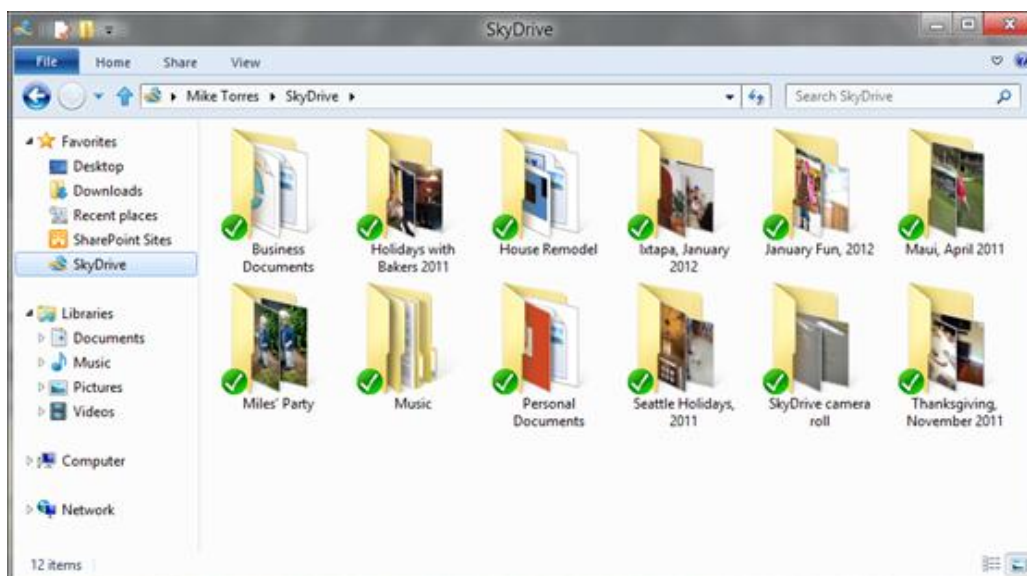 SkyDrive
File Home Share View
Mike Torres SkyDrive
Search SkyDrive
Favorites
Desktop
Downloads
Recent places
SharePoint Sites
SkyDrive
Libraries
Documents
Music
Pictures
Videos
Computer
Network
Business
Documents
Holidays with
Bakers 2011
House Remodel
Ixtapa, January
2012
January Fun, 2012
Maui, April 2011
Miles' Party
Music
Personal
Documents
Seattle Holidays,
2011
SkyDrive camera
roll
Thanksgiving,
November 2011
12 items